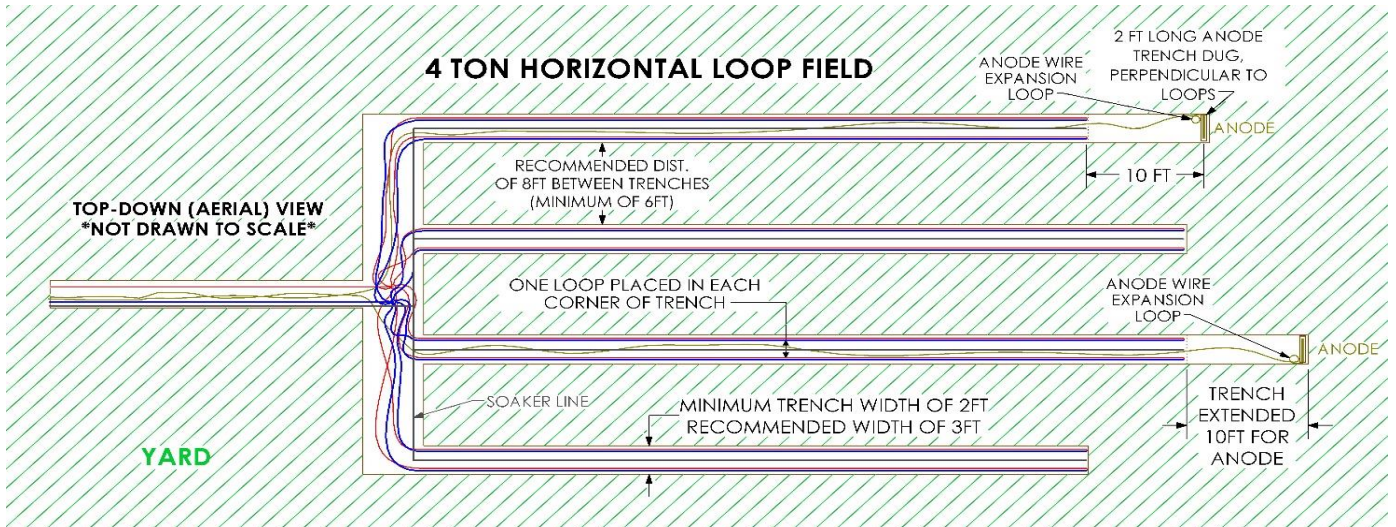 4 TON HORIZONTAL LOOP FIELD
ANODE WIRE
EXPANSION
LOOP
2 FT LONG ANODE
TRENCH DUG,
PERPENDICULAR TO
LOOPS
ANODE
10 FT
RECOMMENDED DIST.
OF 8FT BETWEEN TRENCHES
(MINIMUM OF 6FT)
TOP-DOWN (AERIAL) VIEW
*NOT DRAWN TO SCALE*
ONE LOOP PLACED IN EACH
CORNER OF TRENCH
ANODE WIRE
EXPANSION
LOOP
ANODE
SOAKER LINE
MINIMUM TRENCH WIDTH OF 2FT
RECOMMENDED WIDTH OF 3FT
TRENCH
EXTENDED
10FT FOR
ANODE
YARD